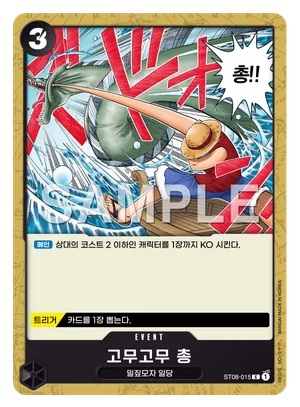 3
총!!
SAMPLE
메인 상대의 코스트 2 이하인 캐릭터를 1장까지 KO 시킨다.
트리거 카드를 1장 뽑는다.
EVENT
고무고무 총
밀짚모자 일당
ST08-015 C